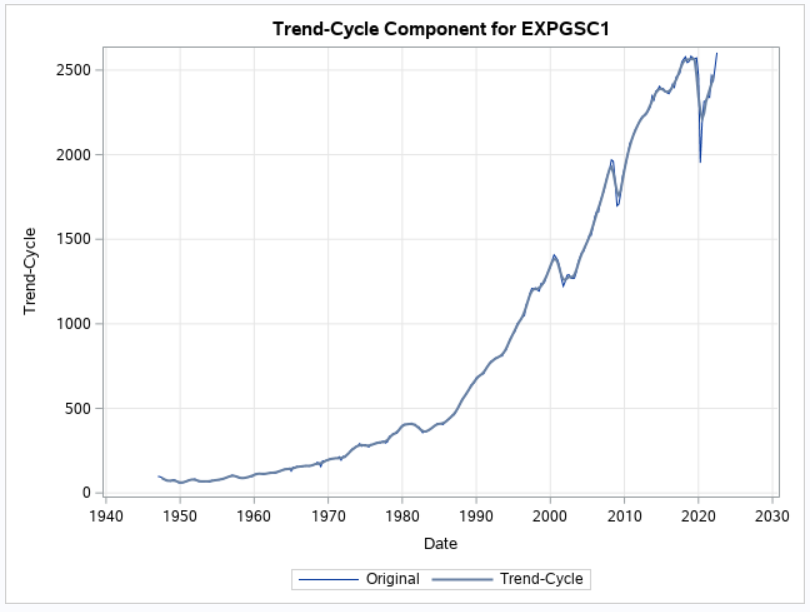 Trend-Cycle Component for EXPGSC1
Trend-Cycle
2500
2000
1500
1000
500
0
1940 1950 1960 1970 1980 1990 2000 2010 2020 2030
Date
Original Trend-Cycle